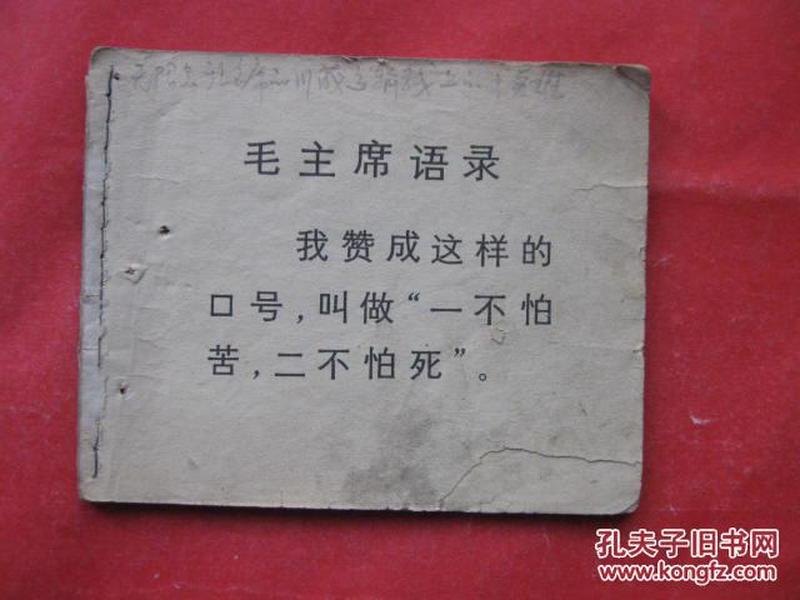 毛主席语录
我赞成这样的
口号，叫做“一不怕
苦，二不怕死”。
孔夫子旧书网
www.kongfz.com